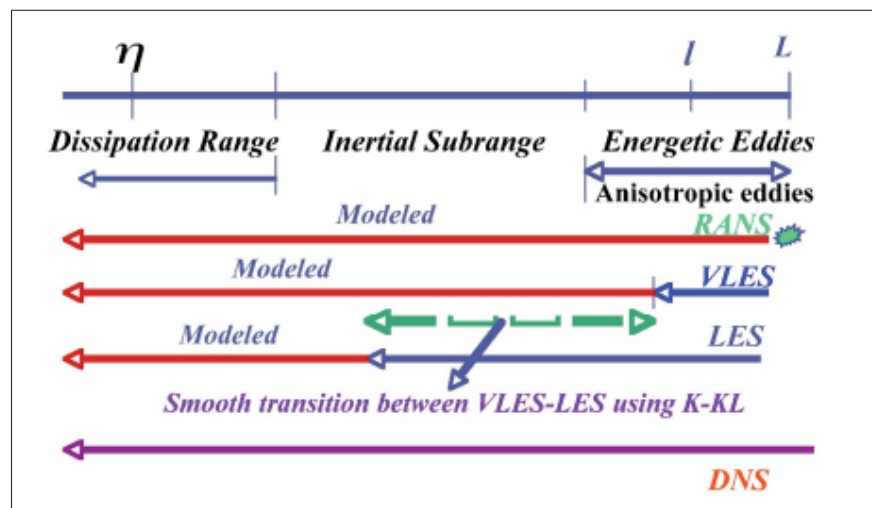 η l L
Dissipation Range Inertial Subrange Energetic Eddies
Anisotropic eddies
Modeled RANS
Modeled VLES
Modeled LES
Smooth transition between VLES-LES using K-KL
DNS